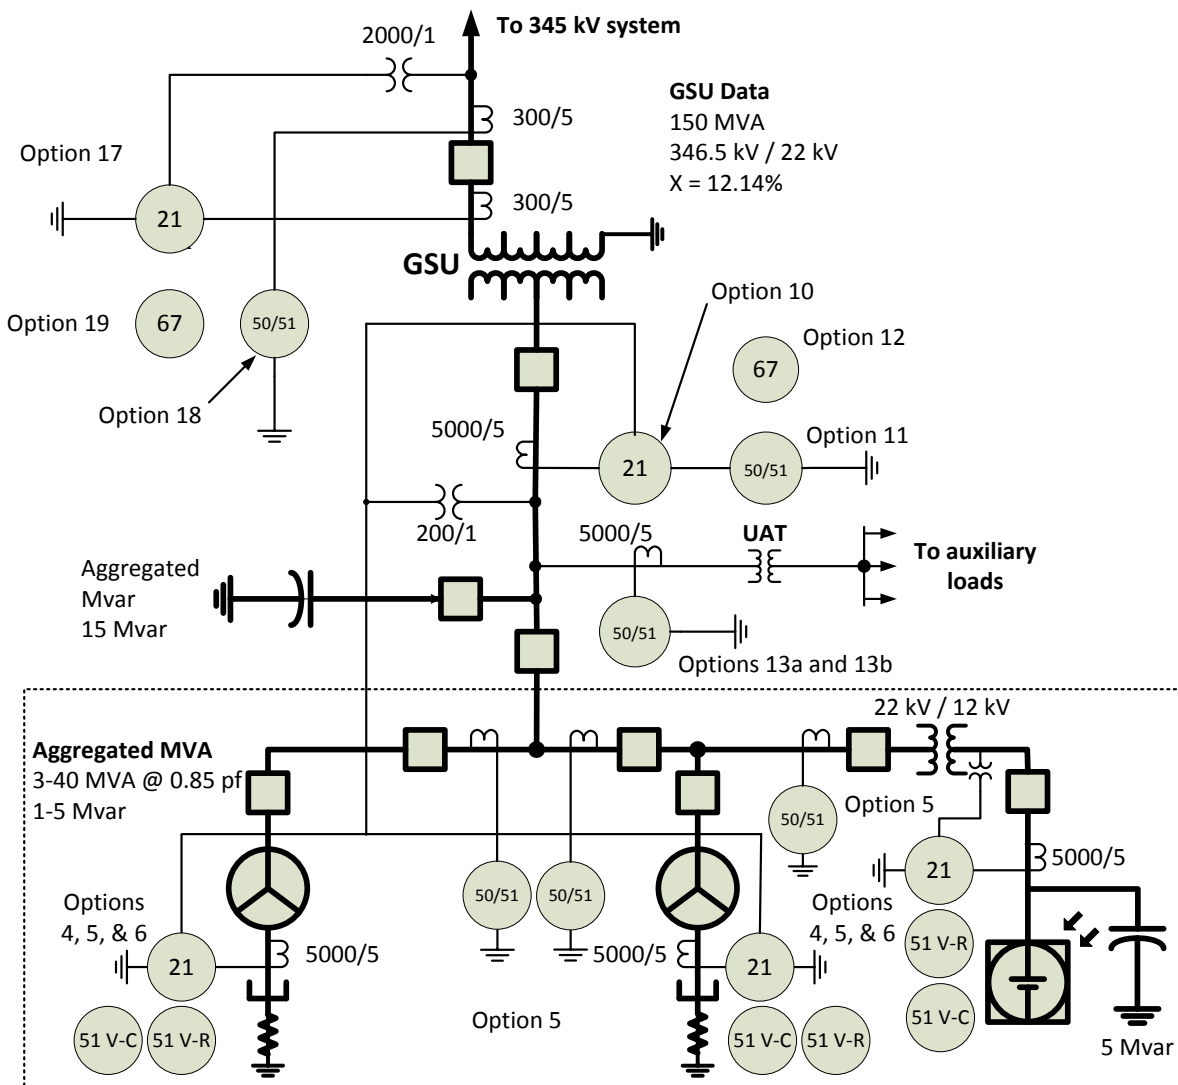 To 345 kV system
2000/1
GSU Data
150 MVA
346.5 kV / 22 kV
X = 12.14%
300/5
Option 17
300/5
21
GSU
Option 10
Option 19
67
50/51
Option 12
67
Option 18
5000/5
Option 11
21
50/51
200/1
5000/5
UAT
To auxiliary
loads
Aggregated
Mvar
15 Mvar
50/51
Options 13a and 13b
22 kV / 12 kV
Aggregated MVA
3-40 MVA @ 0.85 pf
1-5 Mvar
Option 5
50/51
5000/5
21
50/51
50/51
Options
4, 5, & 6
Options
4, 5, & 6
51 V-R
5000/5
5000/5
21
21
51 V-C
Option 5
51 V-C
51 V-R
51 V-C
51 V-R
5 Mvar